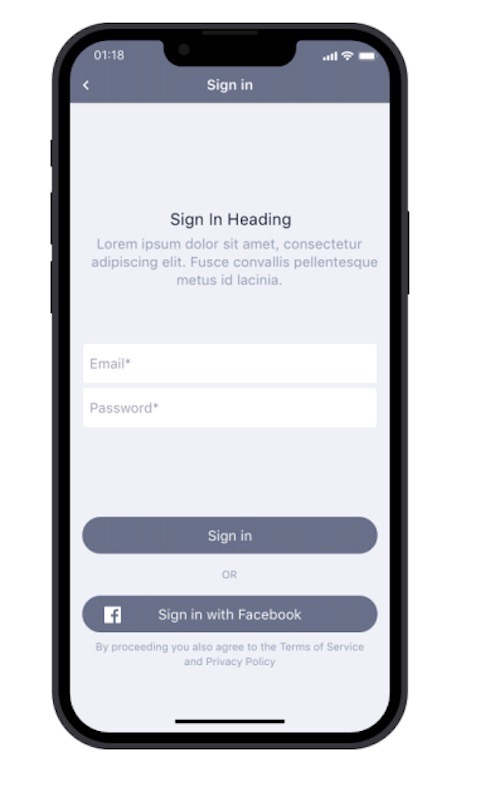 01:18
Sign in
Sign In Heading
Lorem ipsum dolor sit amet, consectetur
adipiscing elit. Fusce convallis pellentesque
metus id lacinia.
Email*
Password*
Sign in
OR
Sign in with Facebook
By proceeding you also agree to the Terms of Service
and Privacy Policy